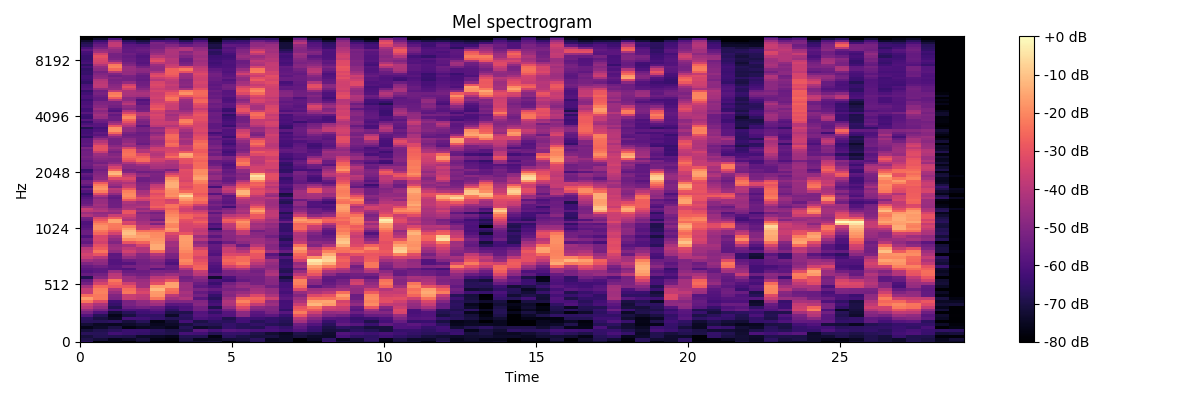 Mel spectrogram
+0 dB
8192
-10 dB
4096
-20 dB
-30 dB
2048
Hz
-40 dB
1024
-50 dB
512
-60 dB
-70 dB
0
-80 dB
0 5 10 15 20 25
Time